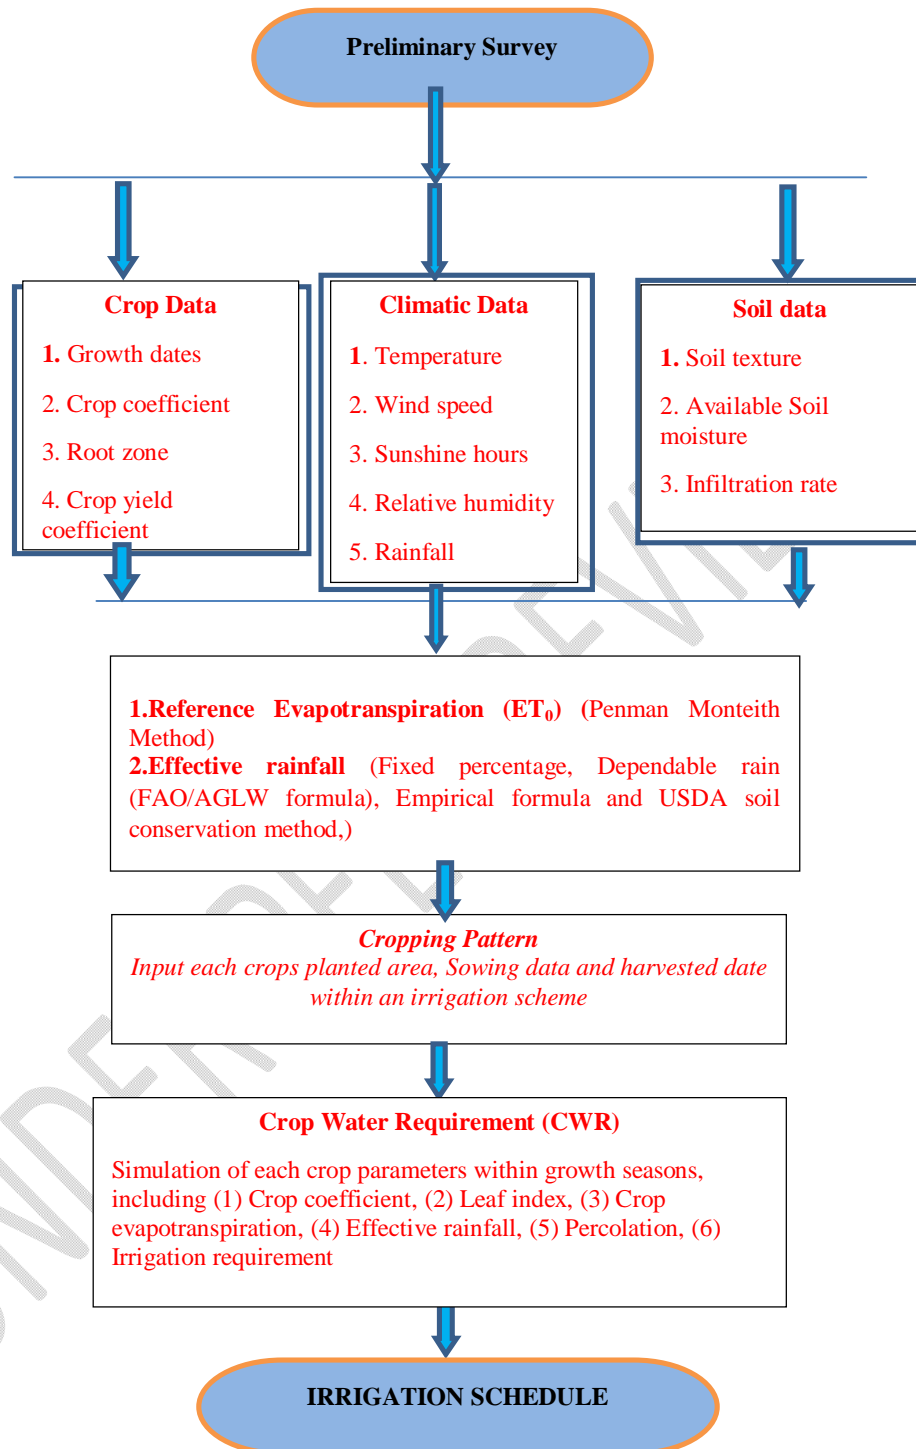 Preliminary Survey
Crop Data
1. Growth dates
2. Crop coefficient
3. Root zone
4. Crop yield
coefficient
Climatic Data
1. Temperature
2. Wind speed
3. Sunshine hours
4. Relative humidity
5. Rainfall
Soil data
1. Soil texture
2. Available Soil
moisture
3. Infiltration rate
1.Reference Evapotranspiration (ET₀) (Penman Monteith
Method)
2.Effective rainfall (Fixed percentage, Dependable rain
(FAO/AGLW formula), Empirical formula and USDA soil
conservation method,)
Cropping Pattern
Input each crops planted area, Sowing data and harvested date
within an irrigation scheme
Crop Water Requirement (CWR)
Simulation of each crop parameters within growth seasons,
including (1) Crop coefficient, (2) Leaf index, (3) Crop
evapotranspiration, (4) Effective rainfall, (5) Percolation, (6)
Irrigation requirement
IRRIGATION SCHEDULE